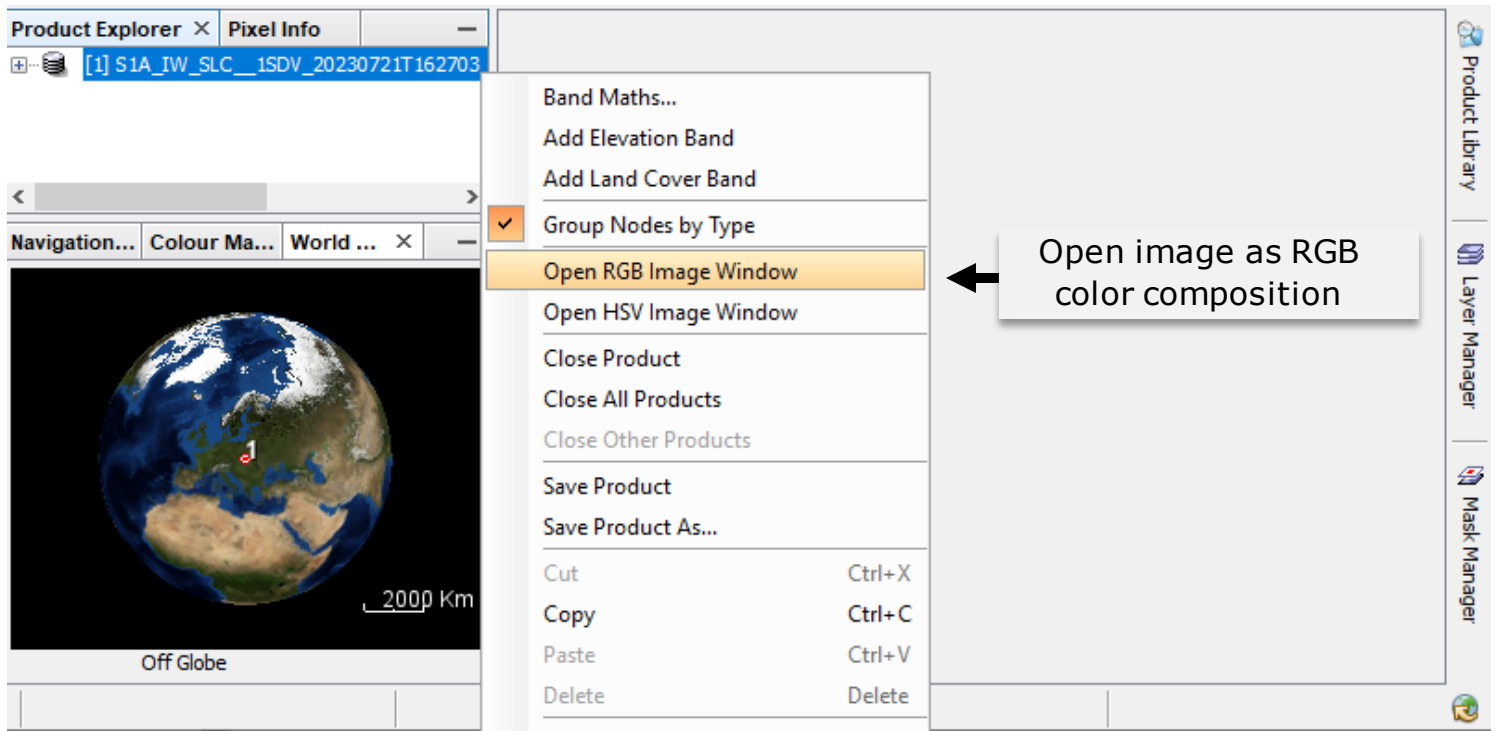 Product Explorer × Pixel Info
[1] S1A_IW_SLC__1SDV_20230721T162703
Navigation... Colour Ma... World ... ×
1
2000 Km
Off Globe
Band Maths...
Add Elevation Band
Add Land Cover Band
Group Nodes by Type
Open RGB Image Window
Open HSV Image Window
Close Product
Close All Products
Close Other Products
Save Product
Save Product As...
Cut Ctrl+X
Copy Ctrl+C
Paste Ctrl+V
Delete Delete
Open image as RGB
color composition
Product Library
Layer Manager
Mask Manager